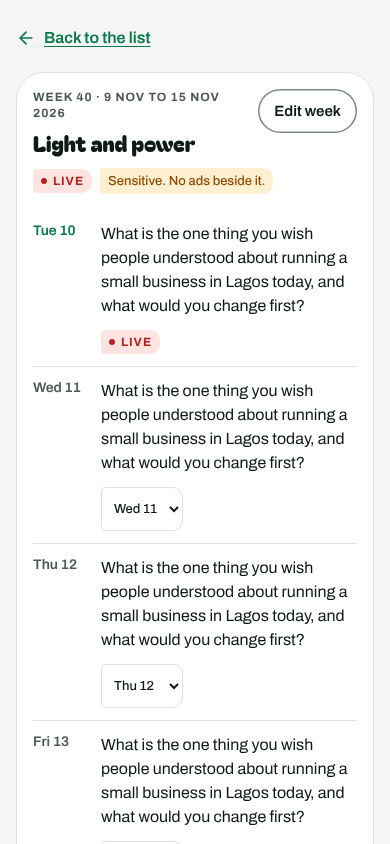 Back to the list
WEEK 40 · 9 NOV TO 15 NOV
2026
Edit week
Light and power
LIVE
Sensitive. No ads beside it.
Tue 10
What is the one thing you wish
people understood about running a
small business in Lagos today, and
what would you change first?
LIVE
Wed 11
What is the one thing you wish
people understood about running a
small business in Lagos today, and
what would you change first?
Wed 11
Thu 12
What is the one thing you wish
people understood about running a
small business in Lagos today, and
what would you change first?
Thu 12
Fri 13
What is the one thing you wish
people understood about running a
small business in Lagos today, and
what would you change first?